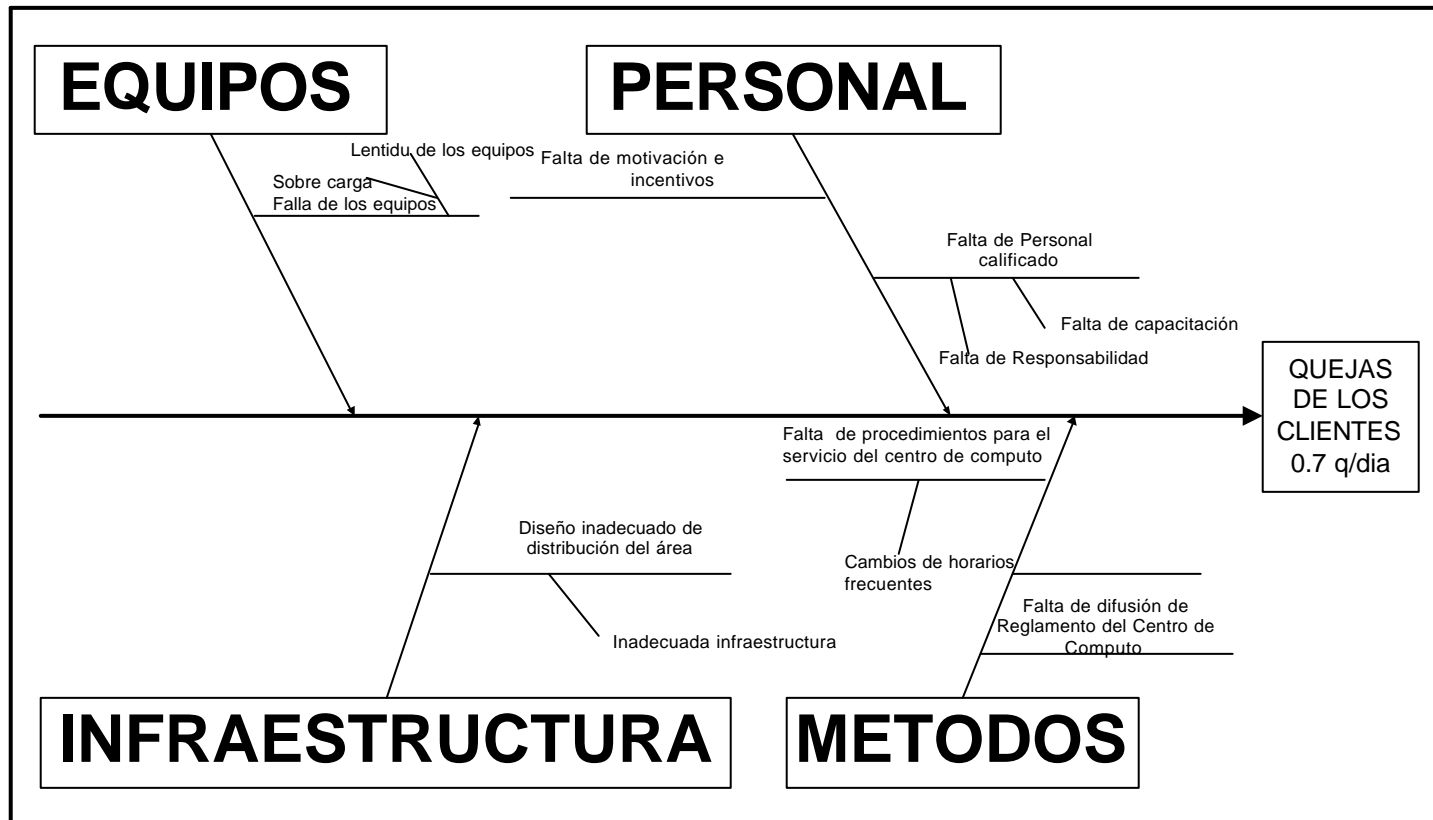 EQUIPOS
PERSONAL
Lentidu de los equipos
Sobre carga
Falla de los equipos
Falta de motivación e
incentivos
Falta de Personal
calificado
Falta de capacitación
Falta de Responsabilidad
QUEJAS
DE LOS
CLIENTES
0.7 q/dia
Falta de procedimientos para el
servicio del centro de computo
Cambios de horarios
frecuentes
Diseño inadecuado de
distribución del área
Inadecuada infraestructura
Falta de difusión de
Reglamento del Centro de
Computo
INFRAESTRUCTURA
METODOS